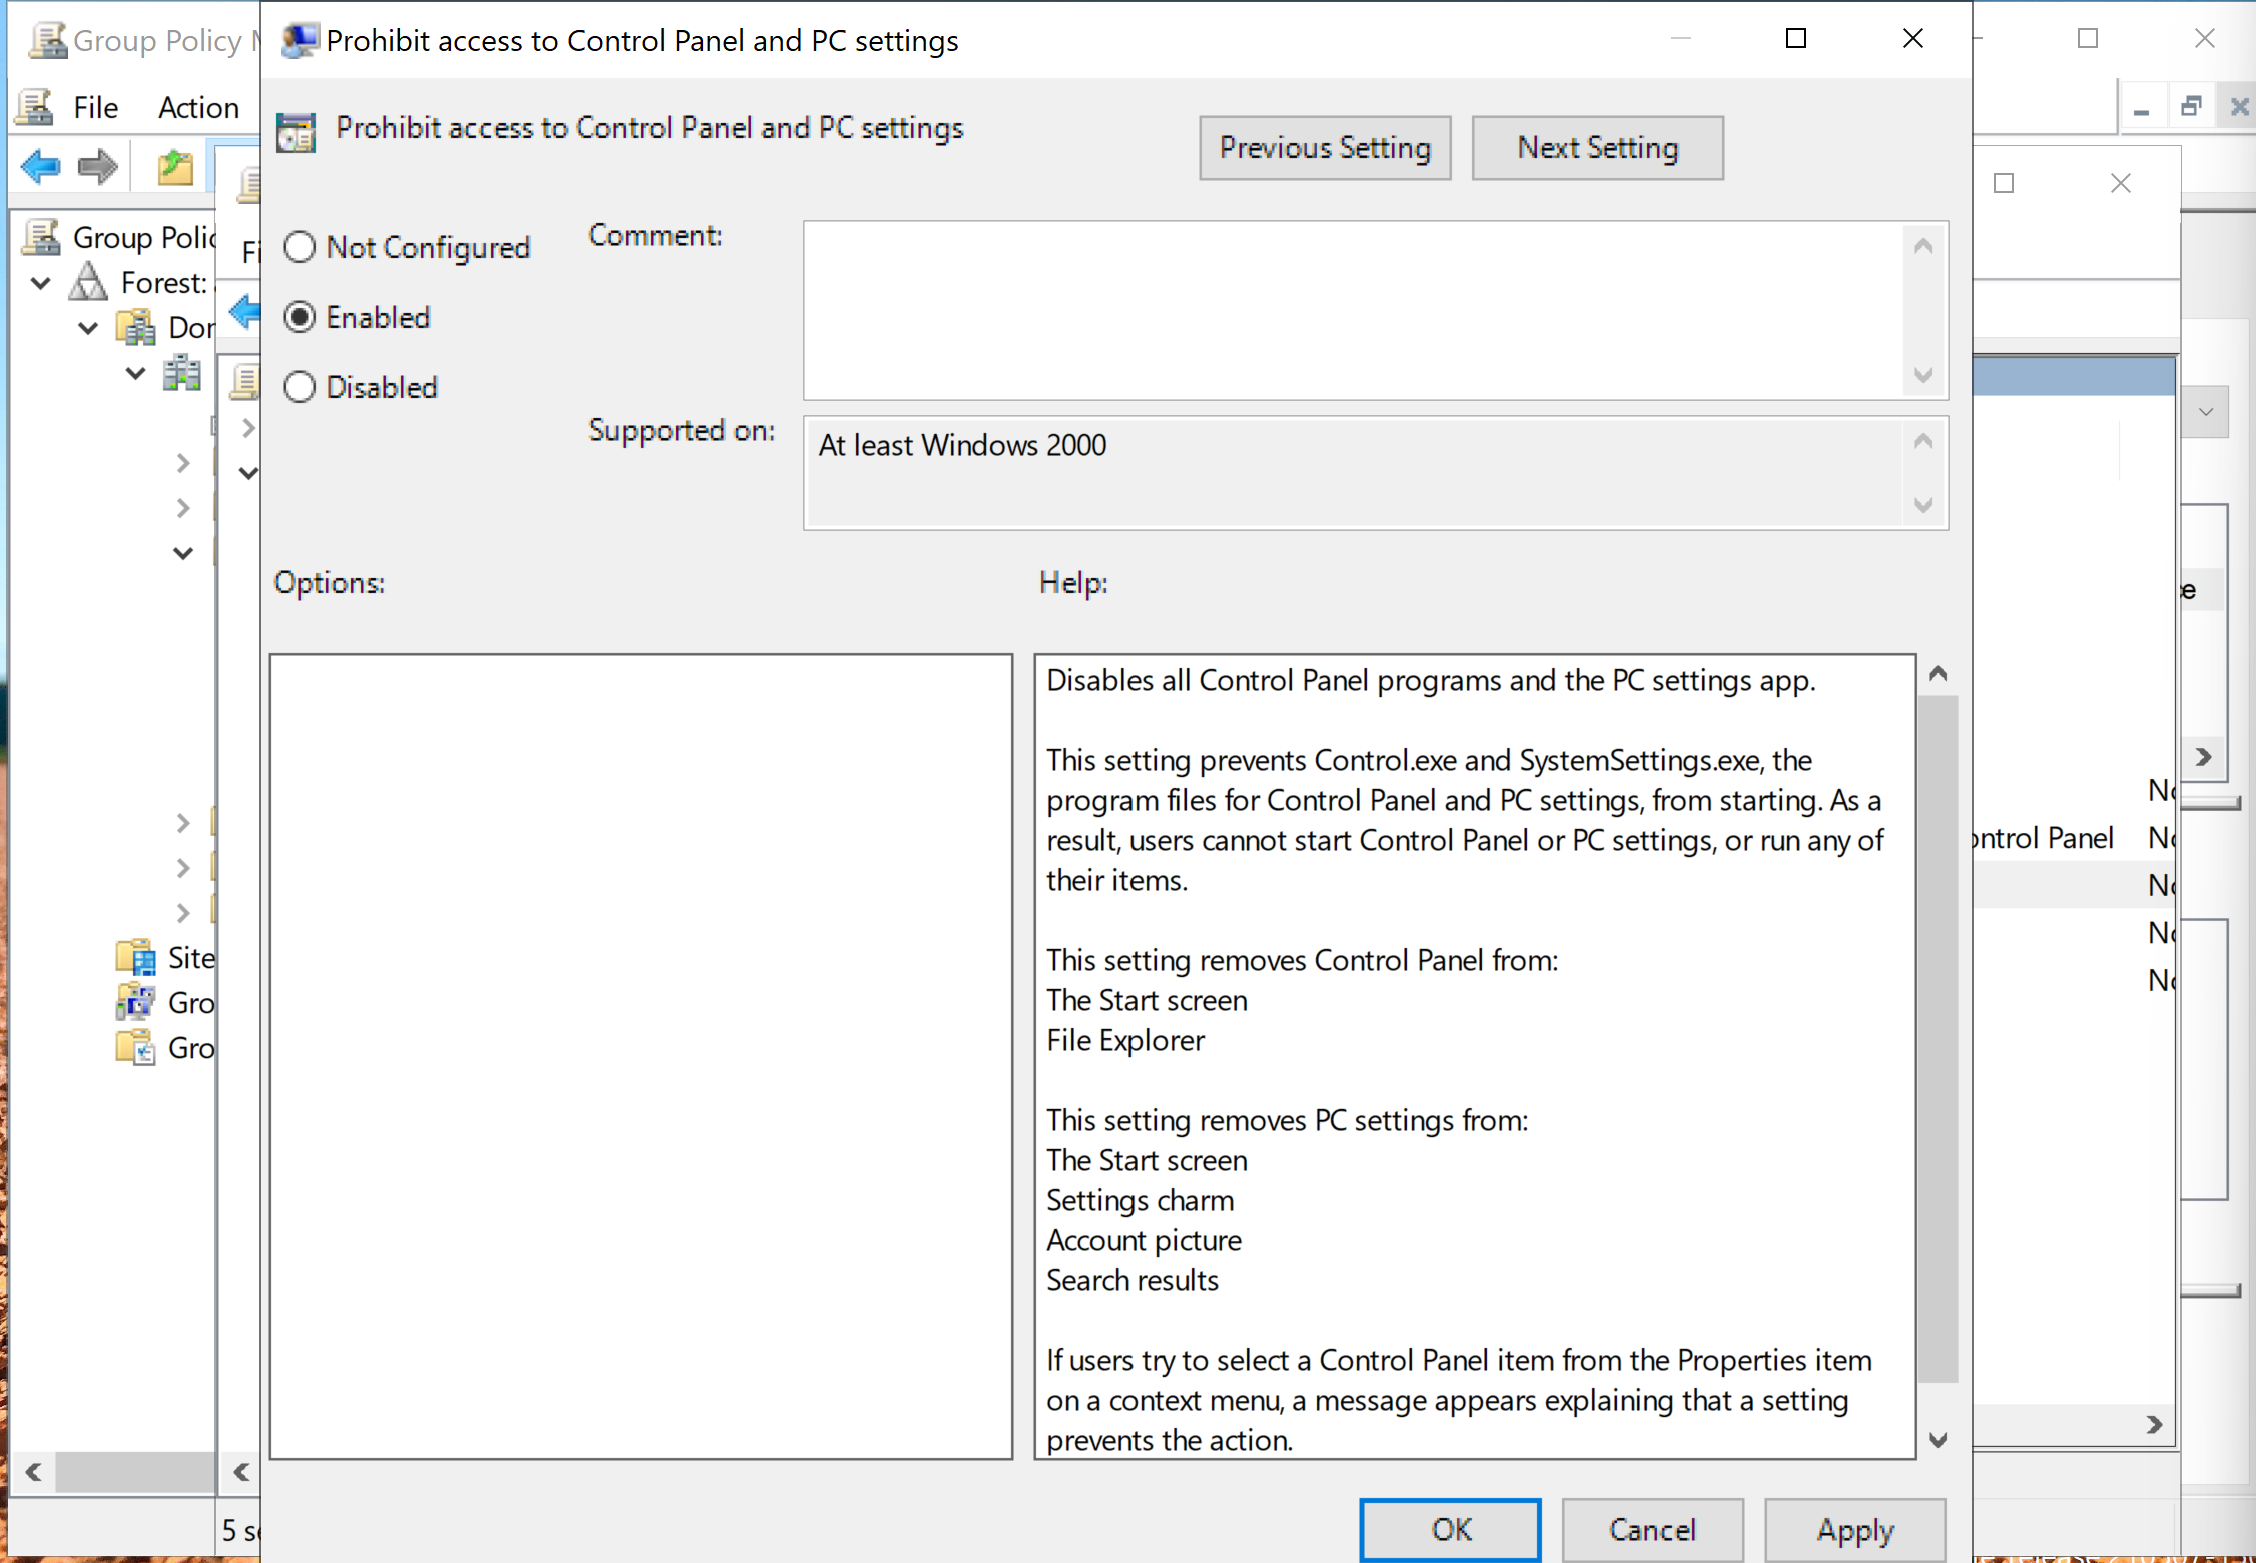 Group Policy
Prohibit access to Control Panel and PC settings
File Action
Prohibit access to Control Panel and PC settings
Previous Setting
Next Setting
Group Polic
Forest:
Not Configured
Comment:
Enabled
Disabled
Supported on:
At least Windows 2000
Options:
Help:
Disables all Control Panel programs and the PC settings app.
This setting prevents Control.exe and SystemSettings.exe, the
program files for Control Panel and PC settings, from starting. As a
result, users cannot start Control Panel or PC settings, or run any of
their items.
This setting removes Control Panel from:
The Start screen
File Explorer
This setting removes PC settings from:
The Start screen
Settings charm
Account picture
Search results
If users try to select a Control Panel item from the Properties item
on a context menu, a message appears explaining that a setting
prevents the action.
ontrol Panel
Site
Gro
Gro
OK
Cancel
Apply